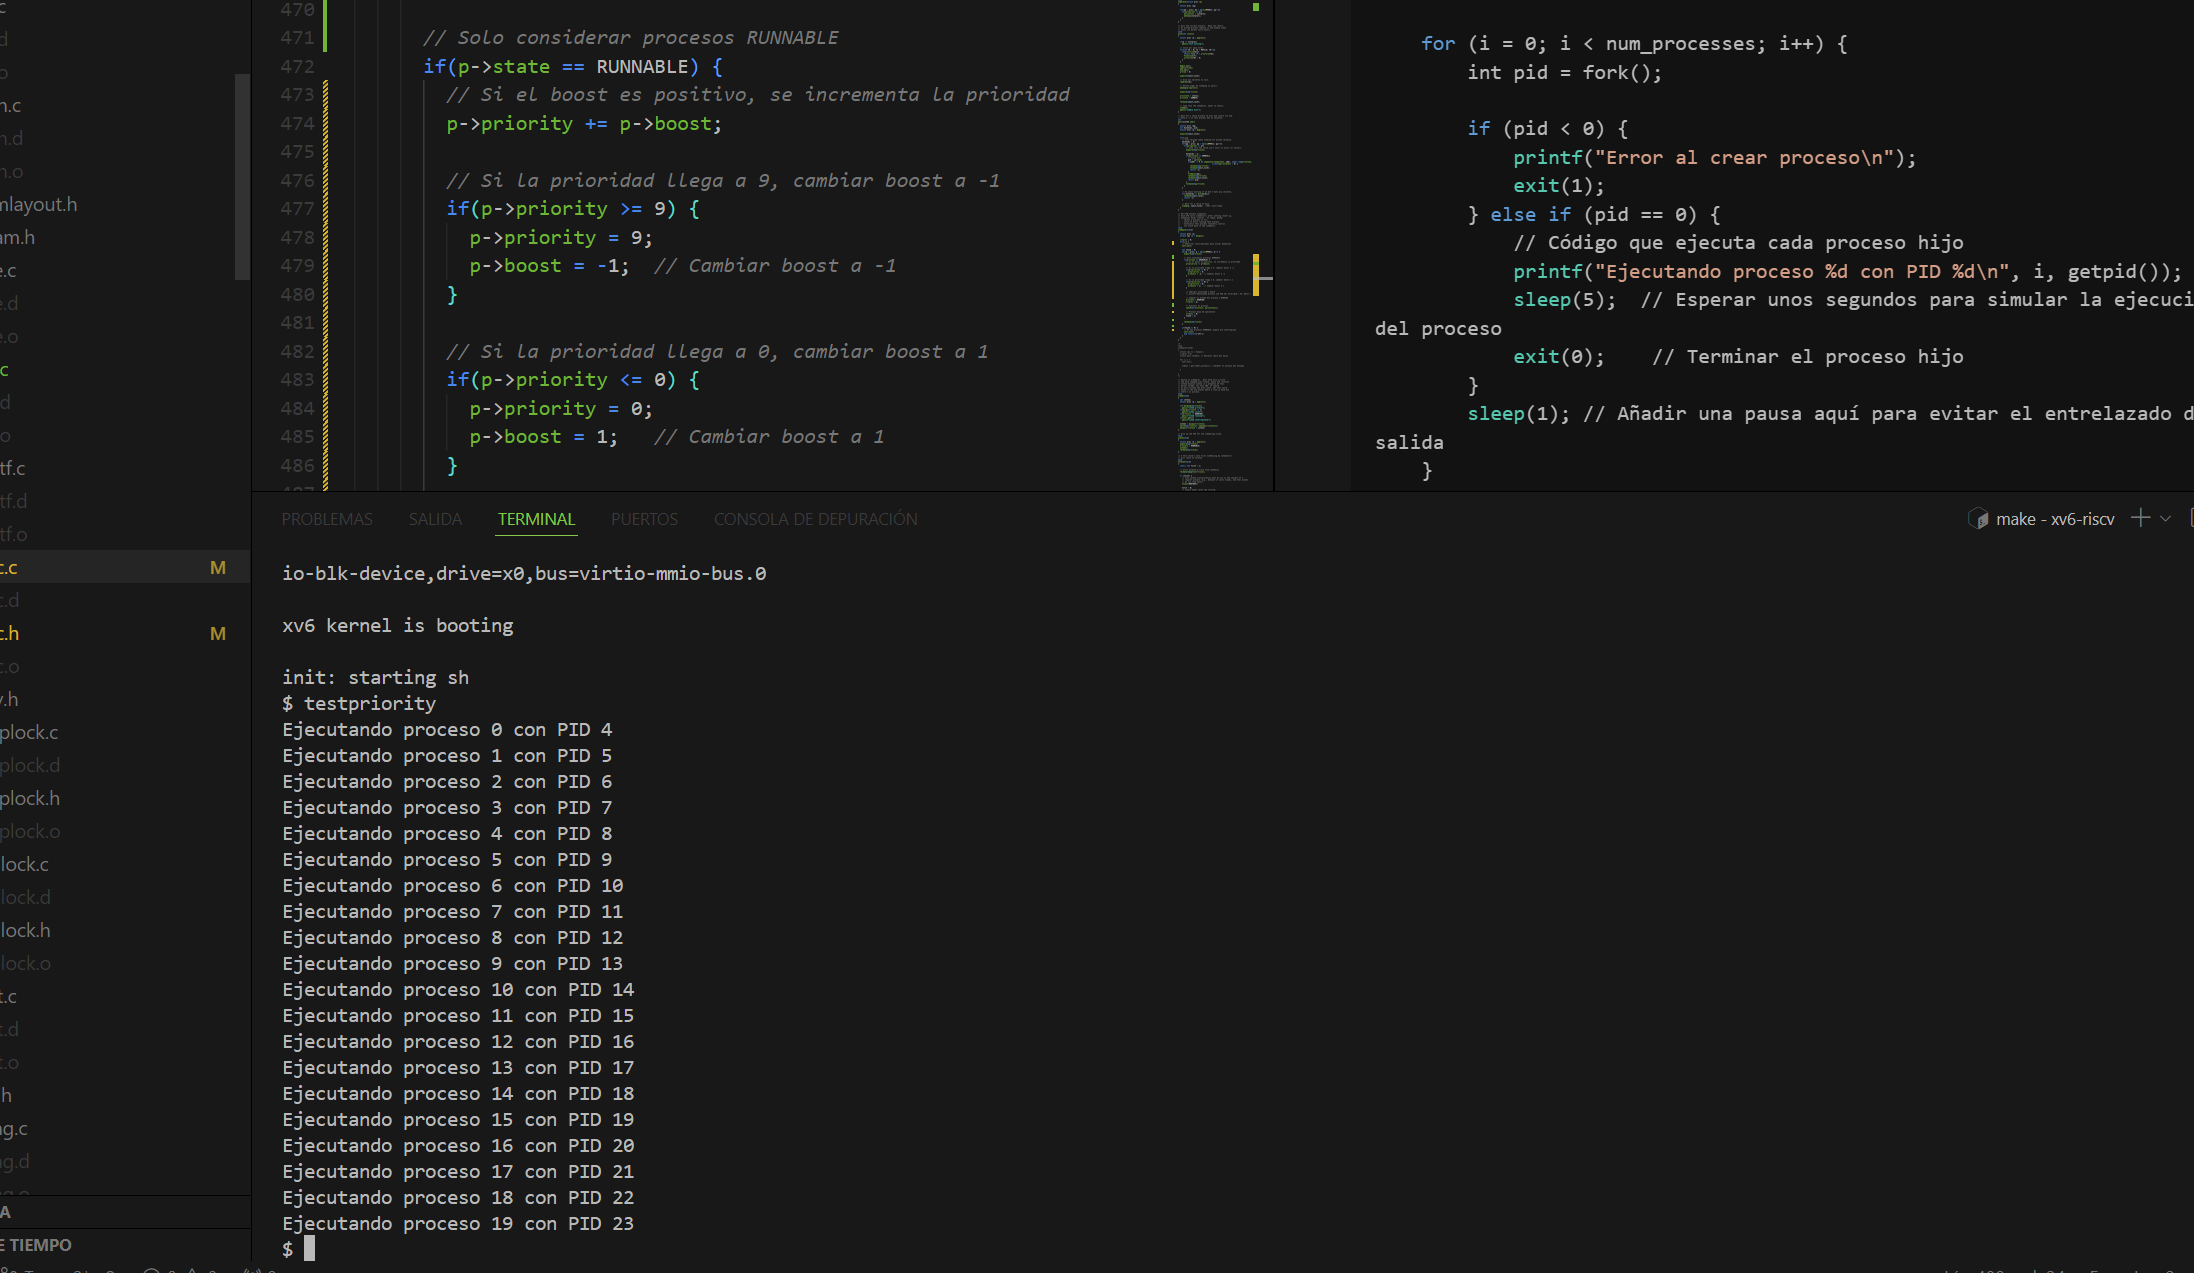 470
471 // Solo considerar procesos RUNNABLE
472 if(p->state == RUNNABLE) {
473 // Si el boost es positivo, se incrementa la prioridad
474 p->priority += p->boost;
475
476 // Si la prioridad llega a 9, cambiar boost a -1
477 if(p->priority >= 9) {
478 p->priority = 9;
479 p->boost = -1;  // Cambiar boost a -1
480 }
481
482 // Si la prioridad llega a 0, cambiar boost a 1
483 if(p->priority <= 0) {
484 p->priority = 0;
485 p->boost = 1;   // Cambiar boost a 1
486 }
for (i = 0; i < num_processes; i++) {
int pid = fork();
if (pid < 0) {
printf("Error al crear proceso\n");
exit(1);
} else if (pid == 0) {
// Código que ejecuta cada proceso hijo
printf("Ejecutando proceso %d con PID %d\n", i, getpid());
sleep(5);  // Esperar unos segundos para simular la ejecuci
del proceso
exit(0);    // Terminar el proceso hijo
}
sleep(1); // Añadir una pausa aquí para evitar el entrelazado d
salida
}
.c
.d
.o
n.c
n.d
n.o
mlayout.h
am.h
e.c
e.d
e.o
c
d
o
tf.c
tf.d
tf.o
c.c M
c.d
c.h M
c.o
v.h
plock.c
plock.d
plock.h
plock.o
lock.c
lock.d
lock.h
lock.o
t.c
t.d
t.o
h
ng.c
ng.d
ng.o
A
E TIEMPO
PROBLEMAS SALIDA TERMINAL PUERTOS CONSOLA DE DEPURACIÓN
make - xv6-riscv
io-blk-device,drive=x0,bus=virtio-mmio-bus.0
xv6 kernel is booting
init: starting sh
$ testpriority
Ejecutando proceso 0 con PID 4
Ejecutando proceso 1 con PID 5
Ejecutando proceso 2 con PID 6
Ejecutando proceso 3 con PID 7
Ejecutando proceso 4 con PID 8
Ejecutando proceso 5 con PID 9
Ejecutando proceso 6 con PID 10
Ejecutando proceso 7 con PID 11
Ejecutando proceso 8 con PID 12
Ejecutando proceso 9 con PID 13
Ejecutando proceso 10 con PID 14
Ejecutando proceso 11 con PID 15
Ejecutando proceso 12 con PID 16
Ejecutando proceso 13 con PID 17
Ejecutando proceso 14 con PID 18
Ejecutando proceso 15 con PID 19
Ejecutando proceso 16 con PID 20
Ejecutando proceso 17 con PID 21
Ejecutando proceso 18 con PID 22
Ejecutando proceso 19 con PID 23
$